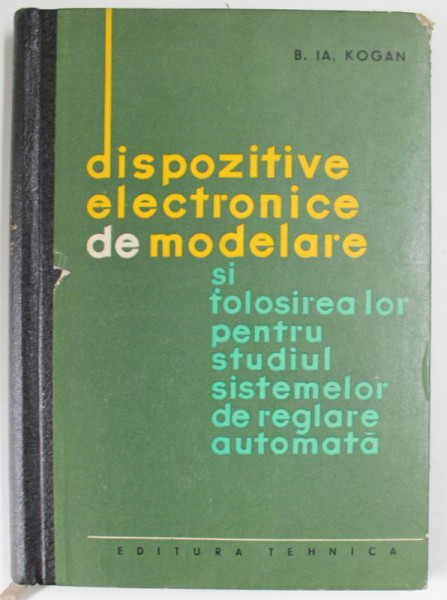 B. IA. KOGAN
dispozitive
electronice
de modelare
si
folosirea lor
pentru
studiul
sistemelor
de reglare
automată
EDITURA TEHNICA